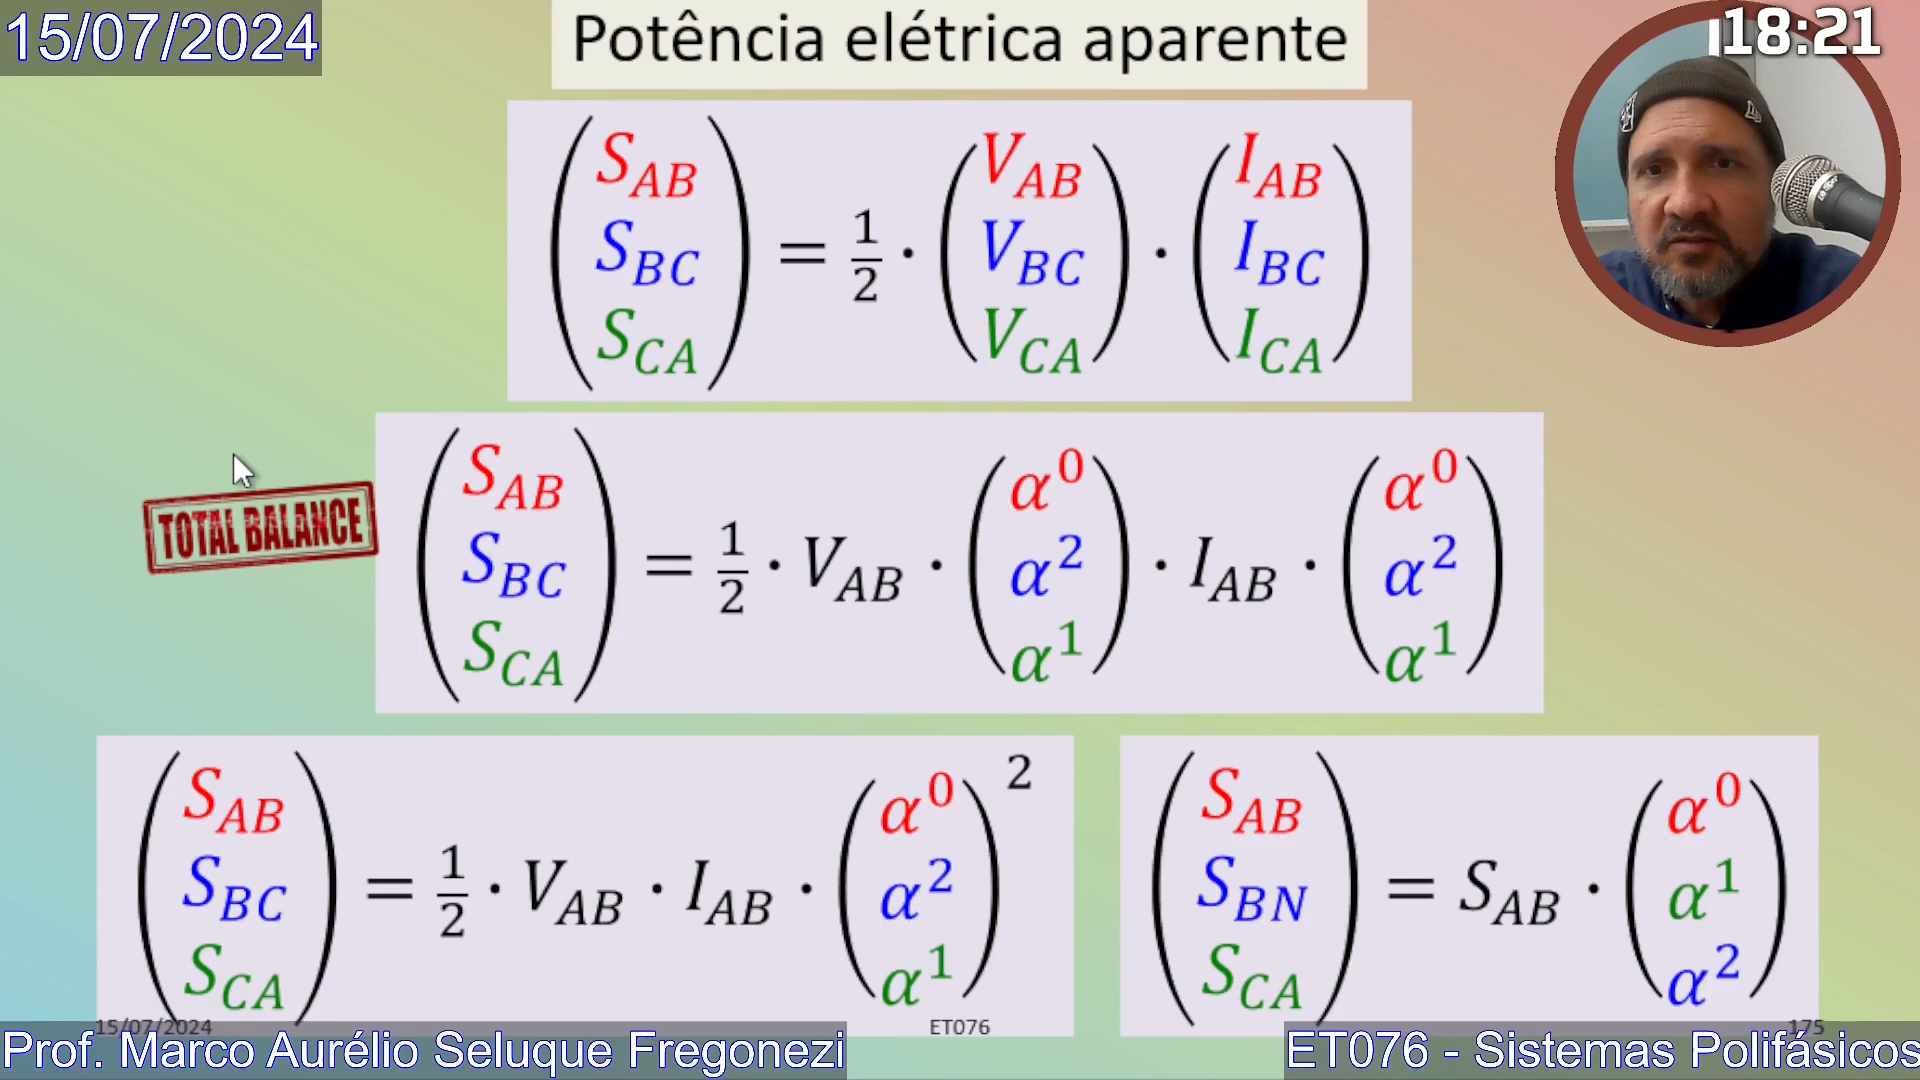 15/07/2024
Potência elétrica aparente
18:21
(S_AB S_BC S_CA) = 1/2 · (V_AB V_BC V_CA) · (I_AB I_BC I_CA)
TOTAL BALANCE
(S_AB S_BC S_CA) = 1/2 · V_AB · (α^0 α^2 α^1) · I_AB · (α^0 α^2 α^1)
(S_AB S_BC S_CA) = 1/2 · V_AB · I_AB · (α^0 α^2 α^1)^2
(S_AB S_BN S_CA) = S_AB · (α^0 α^1 α^2)
15/07/2024
ET076
175
Prof. Marco Aurélio Seluque Fregonezi
ET076 - Sistemas Polifásicos